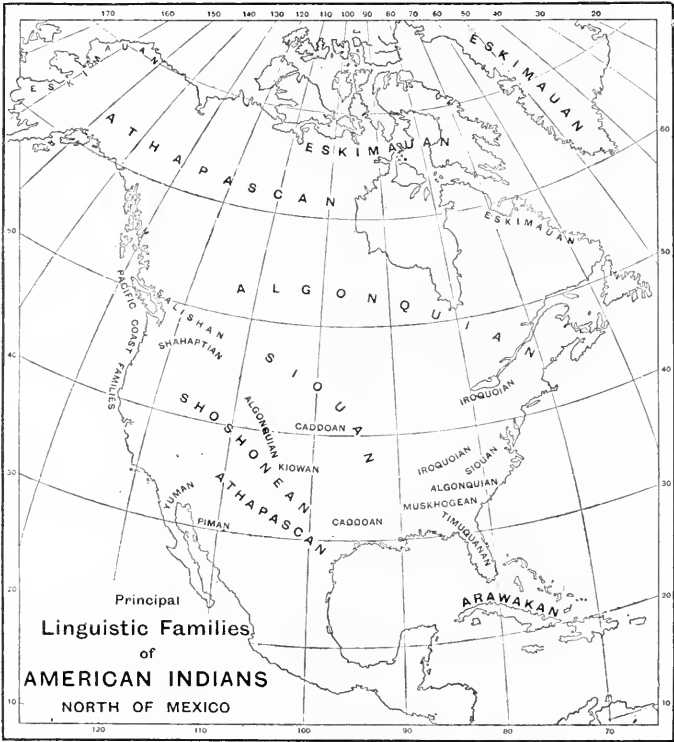 170 160 150 140 130 120 110 100 90 80 70 60 50 40 30 20
ESKIMAUAN
ESKIMAUAN
ATHAPASCAN
ESKIMAUAN
ESKIMAUAN
60
50
50
ALGONQUIAN
PACIFIC COAST FAMILIES
SALISHAN
SHAHAPTIAN
40
40
SIOUAN
IROQUOIAN
SHOSHONEAN
ALGONQUIAN
CADDOAN
KIOWAN
IROQUOIAN
SIOUAN
30
30
ALGONQUIAN
YUMAN
ATHAPASCAN
MUSKHOGEAN
PIMAN
CADDOAN
TIMUQUANAN
20
20
ARAWAKAN
Principal
Linguistic Families
of
AMERICAN INDIANS
NORTH OF MEXICO
10
10
120 110 100 90 80 70